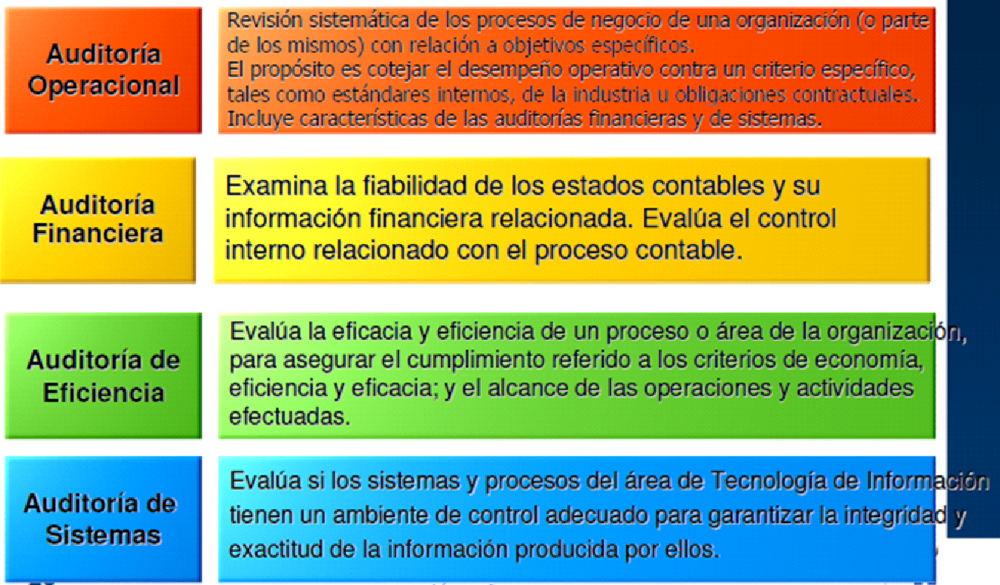 Auditoría
Operacional
Revisión sistemática de los procesos de negocio de una organización (o parte
de los mismos) con relación a objetivos específicos.
El propósito es cotejar el desempeño operativo contra un criterio específico,
tales como estándares internos, de la industria u obligaciones contractuales.
Incluye características de las auditorías financieras y de sistemas.
Auditoría
Financiera
Examina la fiabilidad de los estados contables y su
información financiera relacionada. Evalúa el control
interno relacionado con el proceso contable.
Auditoría de
Eficiencia
Evalúa la eficacia y eficiencia de un proceso o área de la organización,
para asegurar el cumplimiento referido a los criterios de economía,
eficiencia y eficacia; y el alcance de las operaciones y actividades
efectuadas.
Auditoría de
Sistemas
Evalúa si los sistemas y procesos del área de Tecnología de Información
tienen un ambiente de control adecuado para garantizar la integridad y
exactitud de la información producida por ellos.